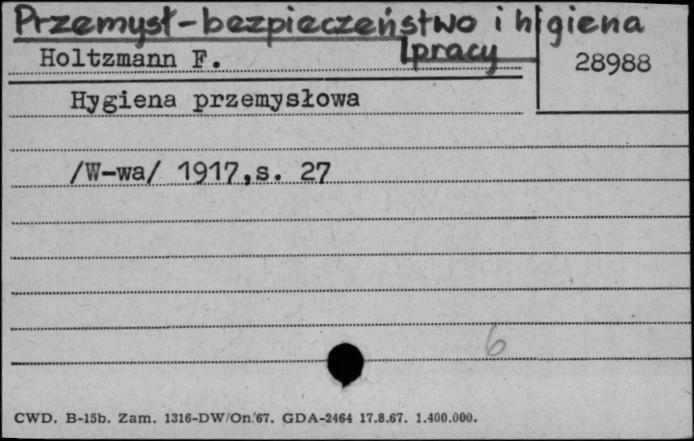 Przemysł-bezpieczeństwo i higiena
pracy
Holtzmann F.
28988
Hygiena przemysłowa
/W-wa/ 1917,s. 27
6
CWD. B-15b. Zam. 1316-DW/On/67. GDA-2464 17.8.67. 1.400.000.